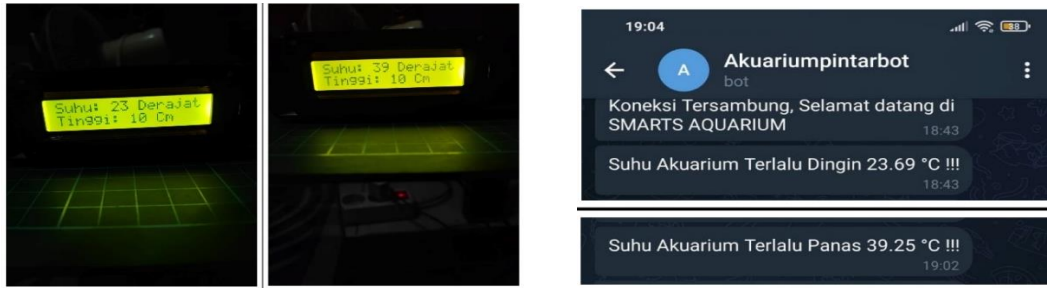 Suhu: 23 Derajat
Tinggi: 10 Cm
Suhu: 39 Derajat
Tinggi: 10 Cm
19:04
38
A
Akuariumpintarbot
bot
Koneksi Tersambung, Selamat datang di
SMARTS AQUARIUM
18:43
Suhu Akuarium Terlalu Dingin 23.69 °C !!!
18:43
Suhu Akuarium Terlalu Panas 39.25 °C !!!
19:02